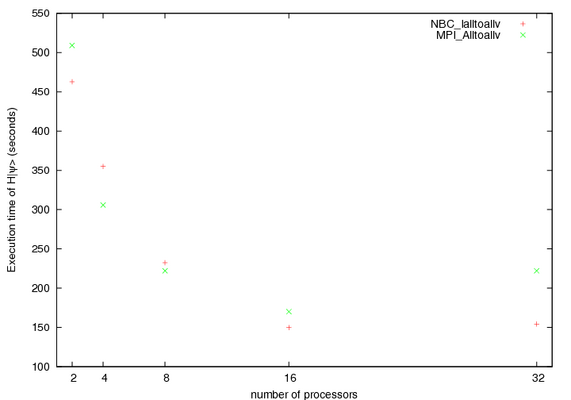 550
500
450
400
350
300
250
200
150
100
Execution time of H|ψ> (seconds)
NBC_Ialltoallv
MPI_Alltoallv
2 4 8 16 32
number of processors